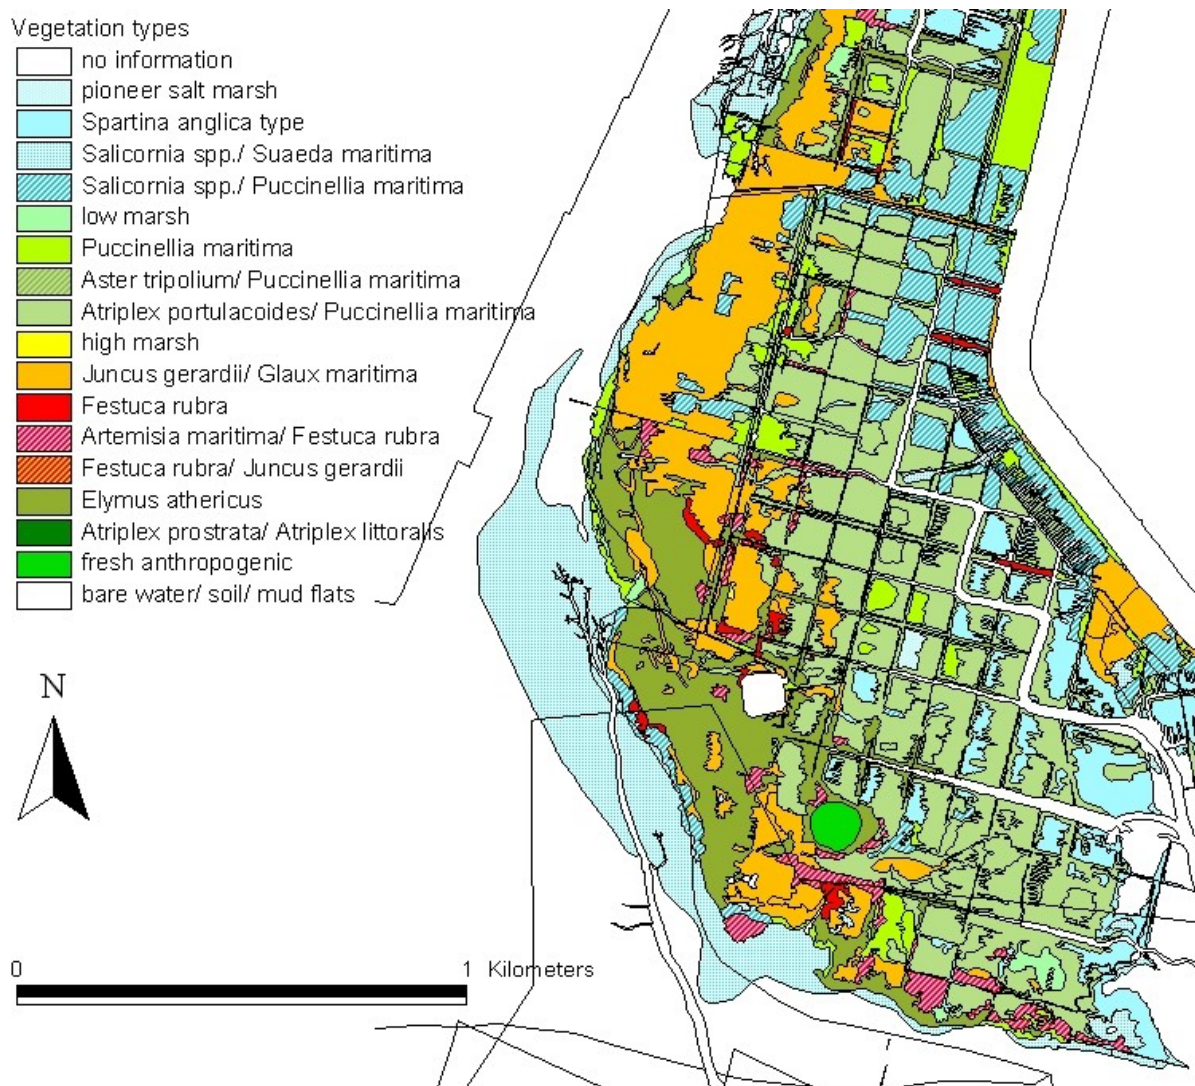 Vegetation types
no information
pioneer salt marsh
Spartina anglica type
Salicornia spp./ Suaeda maritima
Salicornia spp./ Puccinellia maritima
low marsh
Puccinellia maritima
Aster tripolium/ Puccinellia maritima
Atriplex portulacoides/ Puccinellia maritima
high marsh
Juncus gerardii/ Glaux maritima
Festuca rubra
Artemisia maritima/ Festuca rubra
Festuca rubra/ Juncus gerardii
Elymus athericus
Atriplex prostrata/ Atriplex littoralis
fresh anthropogenic
bare water/ soil/ mud flats
N
0 1 Kilometers